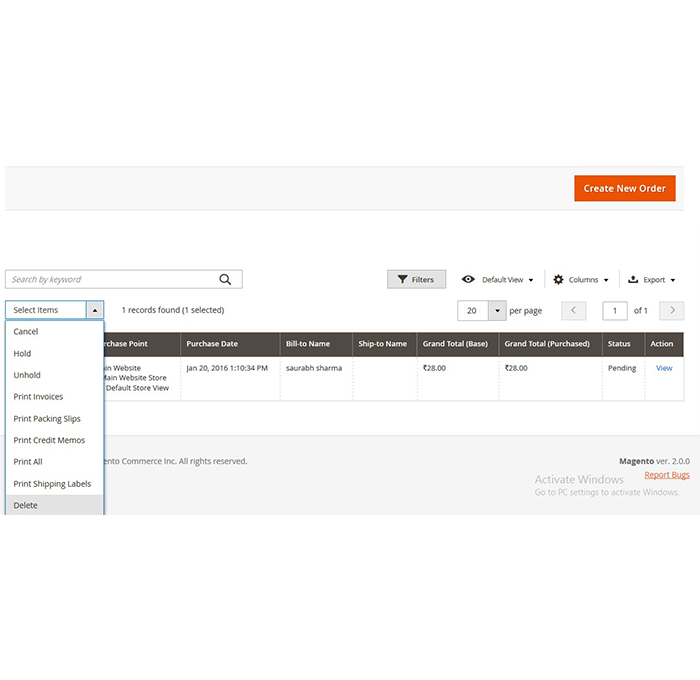 Create New Order
Search by keyword
Filters
Default View
Columns
Export
Select Items
1 records found (1 selected)
20
per page
1
of 1
Cancel
Hold
Unhold
Print Invoices
Print Packing Slips
Print Credit Memos
Print All
Print Shipping Labels
Delete
Point Purchase Date Bill-to Name Ship-to Name Grand Total (Base) Grand Total (Purchased) Status Action
Website Jan 20, 2016 1:10:34 PM saurabh sharma ₹28.00 ₹28.00 Pending View
Main Website Store
Default Store View
Commerce Inc. All rights reserved.
Magento ver. 2.0.0
Report Bugs
Activate Windows
Go to PC settings to activate Windows.